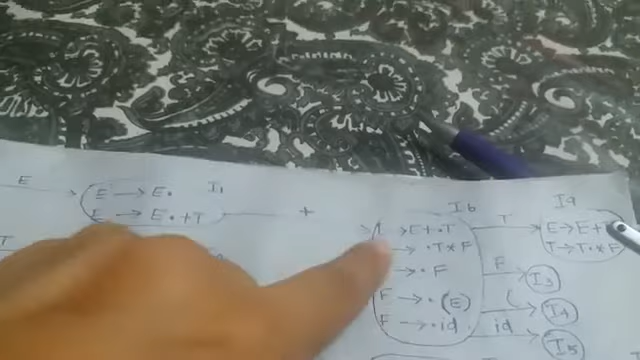 E
E → E•  I1
E → E•+T
+
I6
→ E+•T
→ •T*F
→ •F
F → •(E)
F → •id
T
I9
E → E+T
T → T•*F
F
I3
(
I4
id
I5
T